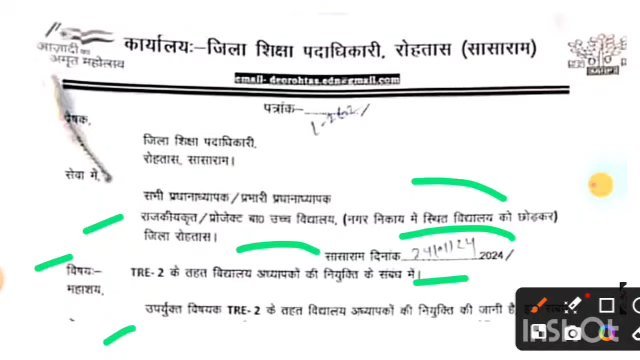 आज़ादी का
अमृत महोत्सव
कार्यालयः-जिला शिक्षा पदाधिकारी, रोहतास (सासाराम)
email- deorohtas.edn@gmail.com
पत्रांक-
प्रेषक,
जिला शिक्षा पदाधिकारी,
रोहतास, सासाराम।
सेवा में,
सभी प्रधानाध्यापक/प्रभारी प्रधानाध्यापक
राजकीयकृत/प्रोजेक्ट बा0 उच्च विद्यालय, (नगर निकाय में स्थित विद्यालय को छोड़कर)
जिला रोहतास।
सासाराम दिनांक 24/01/24 2024/
विषयः- TRE-2 के तहत विद्यालय अध्यापकों की नियुक्ति के संबंध में।
महाशय,
उपर्युक्त विषयक TRE-2 के तहत विद्यालय अध्यापकों की नियुक्ति की जानी है,
InShOt